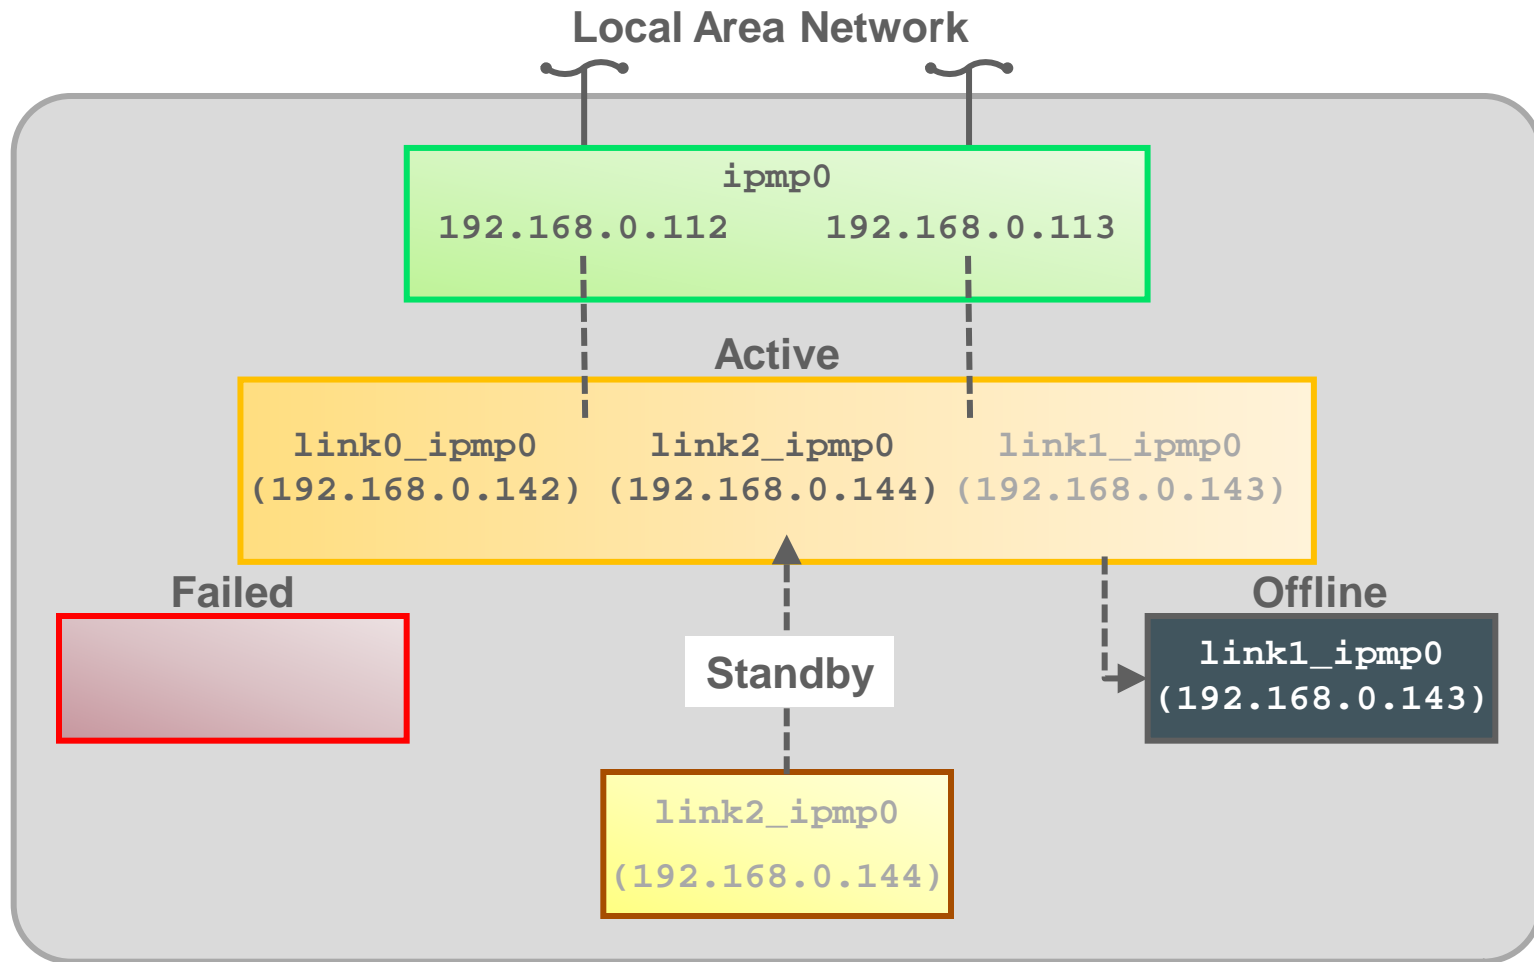 Local Area Network
ipmp0
192.168.0.112 192.168.0.113
Active
link0_ipmp0 link2_ipmp0 link1_ipmp0
(192.168.0.142) (192.168.0.144) (192.168.0.143)
Failed
Offline
link1_ipmp0
(192.168.0.143)
Standby
link2_ipmp0
(192.168.0.144)